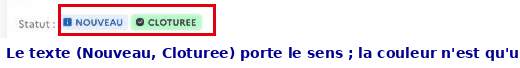 Statut : NOUVEAU CLOTUREE
Le texte (Nouveau, Cloturee) porte le sens ; la couleur n'est qu'u